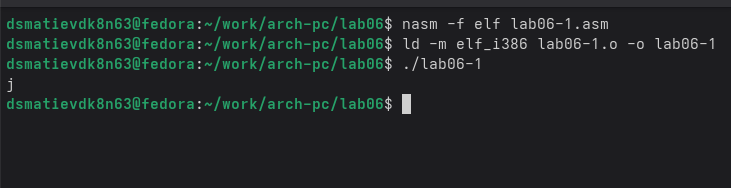 dsmatievdk8n63@fedora:~/work/arch-pc/lab06$ nasm -f elf lab06-1.asm
dsmatievdk8n63@fedora:~/work/arch-pc/lab06$ ld -m elf_i386 lab06-1.o -o lab06-1
dsmatievdk8n63@fedora:~/work/arch-pc/lab06$ ./lab06-1
j
dsmatievdk8n63@fedora:~/work/arch-pc/lab06$